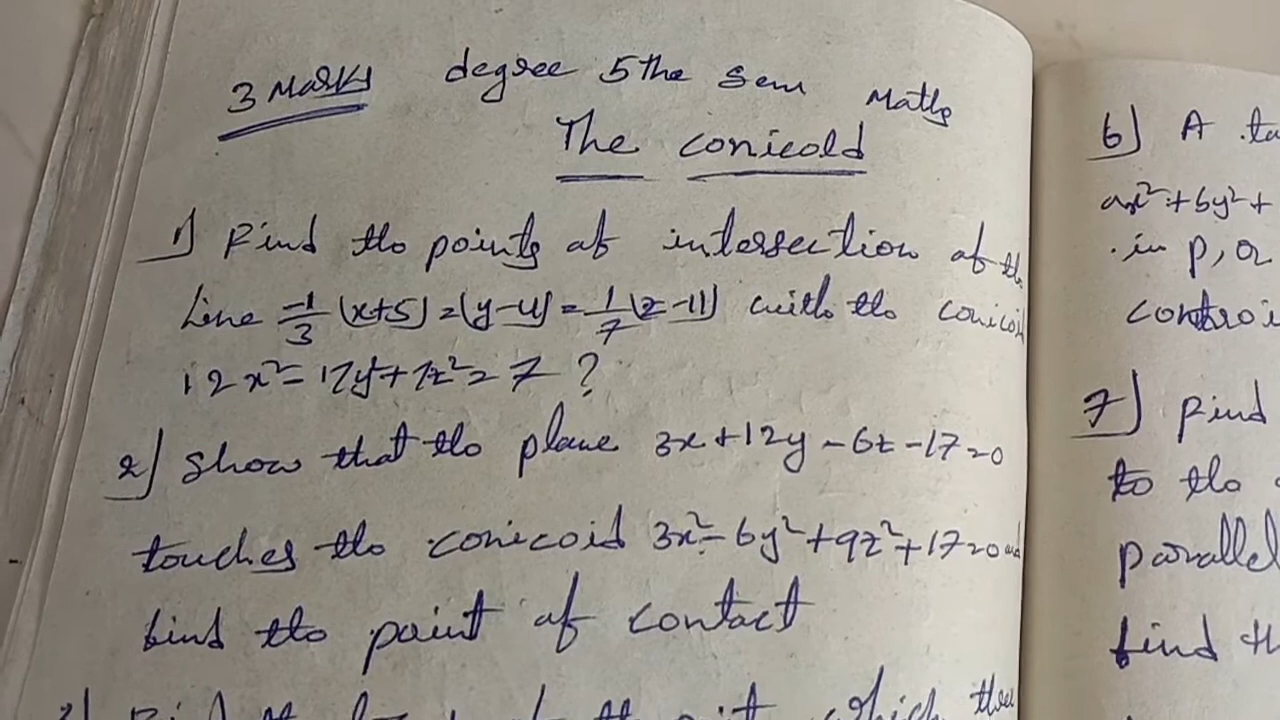 3 Marks degree 5the sem Maths
The conicold
1) Find the points of intersection of the
Line -1/3 (x+5) = (y-4) = 1/7 (z-11) with the conicoid
12x² = 17y² + 7z² = 7 ?
2) Show that the plane 3x+12y-6z-17=0
touches the conicoid 3x²-6y²+9z²+17=0 and
find the point of contact
6) A
ax²+by²+
in P, Q
7) Find
to the
parallel
find th